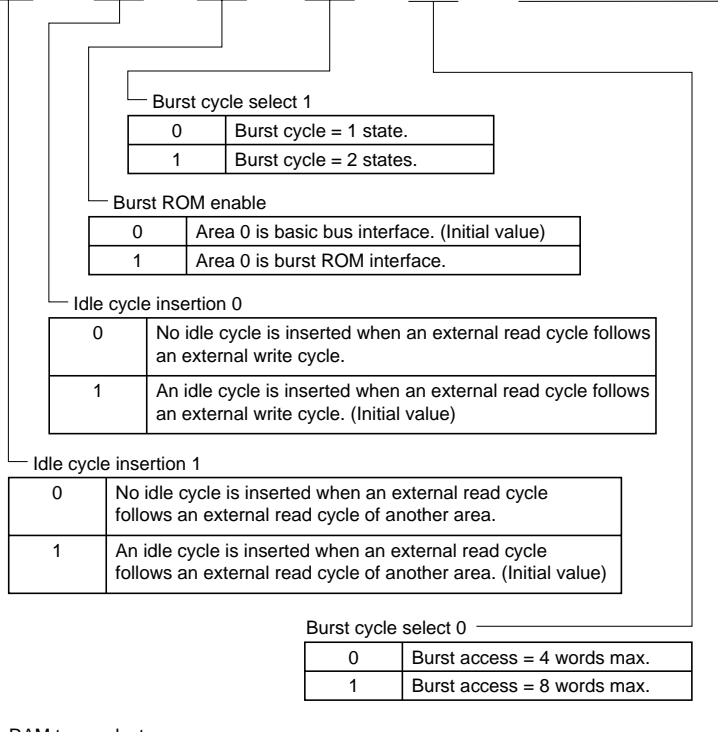 Burst cycle select 1
0 Burst cycle = 1 state.
1 Burst cycle = 2 states.
Burst ROM enable
0 Area 0 is basic bus interface. (Initial value)
1 Area 0 is burst ROM interface.
Idle cycle insertion 0
0 No idle cycle is inserted when an external read cycle follows
an external write cycle.
1 An idle cycle is inserted when an external read cycle follows
an external write cycle. (Initial value)
Idle cycle insertion 1
0 No idle cycle is inserted when an external read cycle
follows an external read cycle of another area.
1 An idle cycle is inserted when an external read cycle
follows an external read cycle of another area. (Initial value)
Burst cycle select 0
0 Burst access = 4 words max.
1 Burst access = 8 words max.